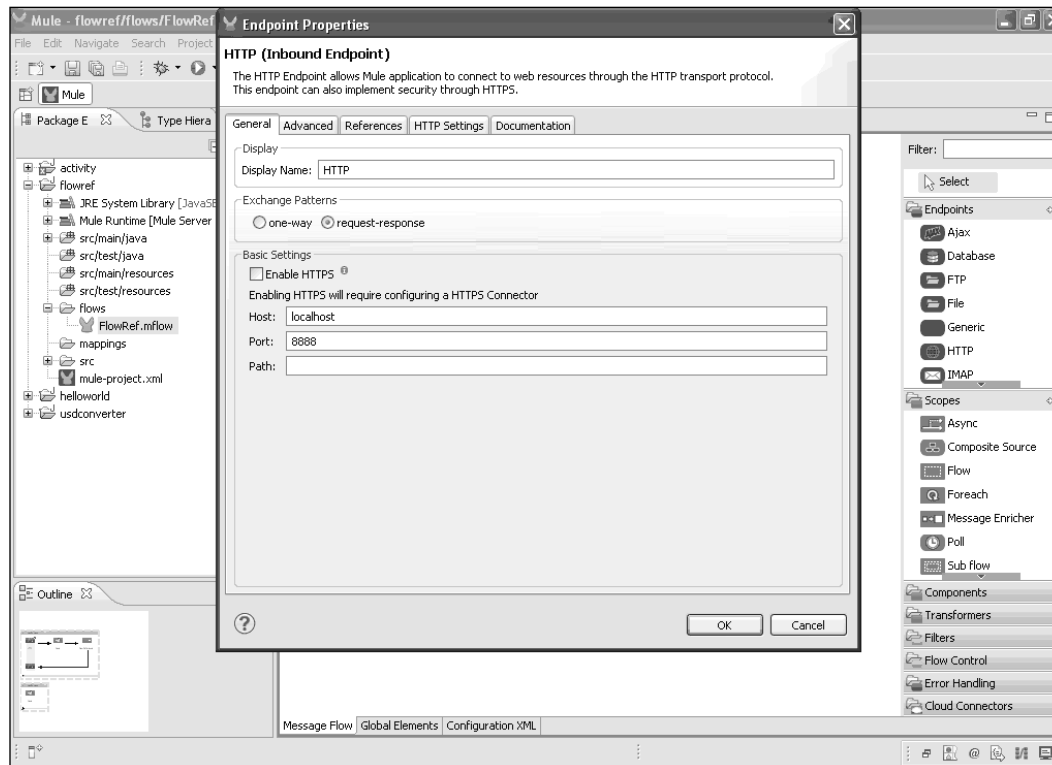 Mule - flowref/flows/FlowRef
File Edit Navigate Search Project
Mule
Package E
Type Hiera
activity
flowref
JRE System Library [JavaSE
Mule Runtime [Mule Server
src/main/java
src/test/java
src/main/resources
src/test/resources
flows
FlowRef.mflow
mappings
src
mule-project.xml
helloworld
usdconverter
Outline
Endpoint Properties
HTTP (Inbound Endpoint)
The HTTP Endpoint allows Mule application to connect to web resources through the HTTP transport protocol.
This endpoint can also implement security through HTTPS.
General Advanced References HTTP Settings Documentation
Display
Display Name: HTTP
Exchange Patterns
one-way request-response
Basic Settings
Enable HTTPS
Enabling HTTPS will require configuring a HTTPS Connector
Host: localhost
Port: 8888
Path:
? OK Cancel
Message Flow Global Elements Configuration XML
Filter:
Select
Endpoints
Ajax
Database
FTP
File
Generic
HTTP
IMAP
Scopes
Async
Composite Source
Flow
Foreach
Message Enricher
Poll
Sub flow
Components
Transformers
Filters
Flow Control
Error Handling
Cloud Connectors
@